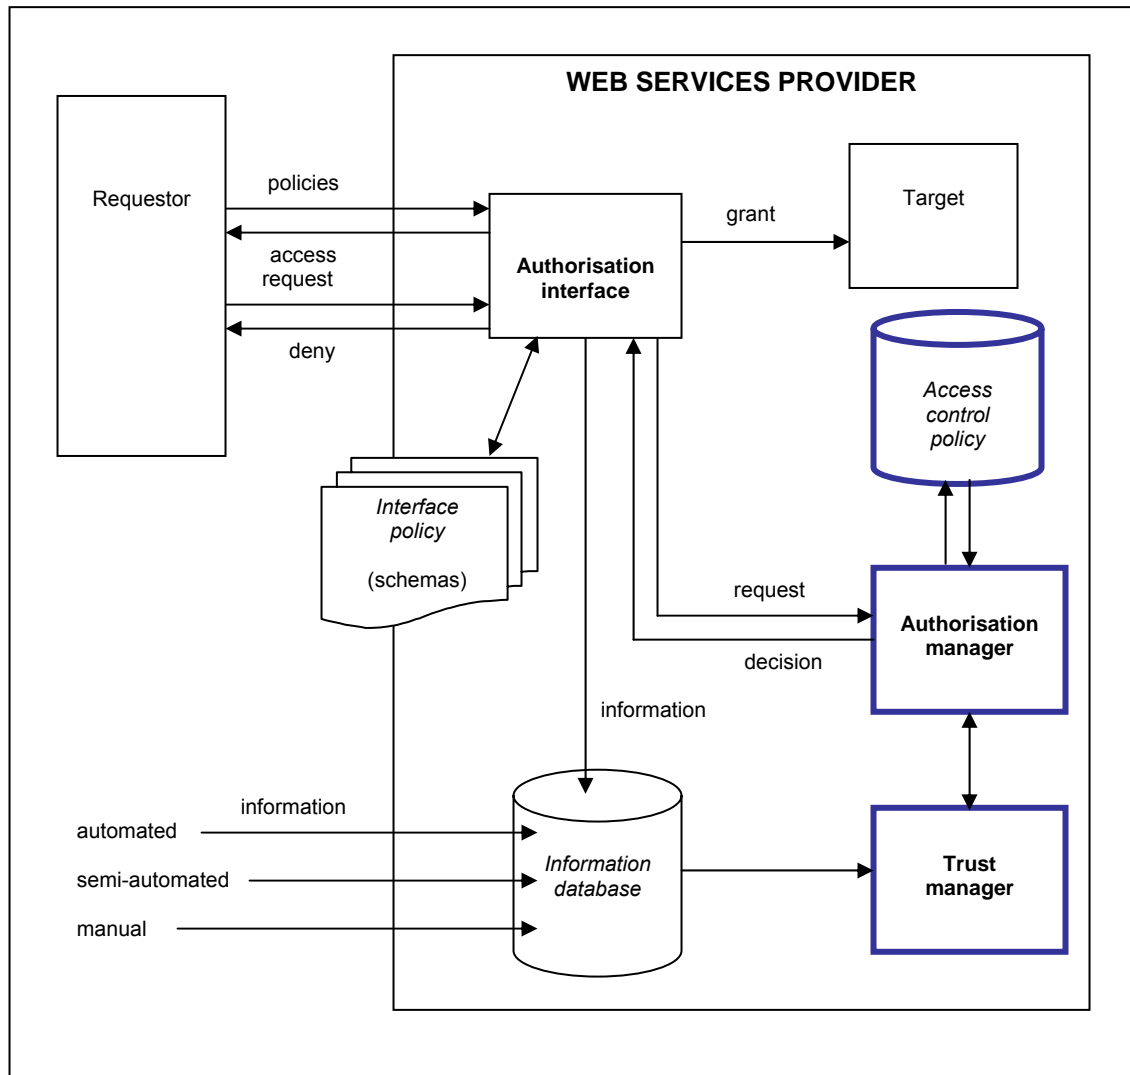 WEB SERVICES PROVIDER
Requestor
policies
access
request
deny
Authorisation
interface
grant
Target
Access
control
policy
Interface
policy
(schemas)
request
decision
Authorisation
manager
information
information
automated
semi-automated
manual
Information
database
Trust
manager